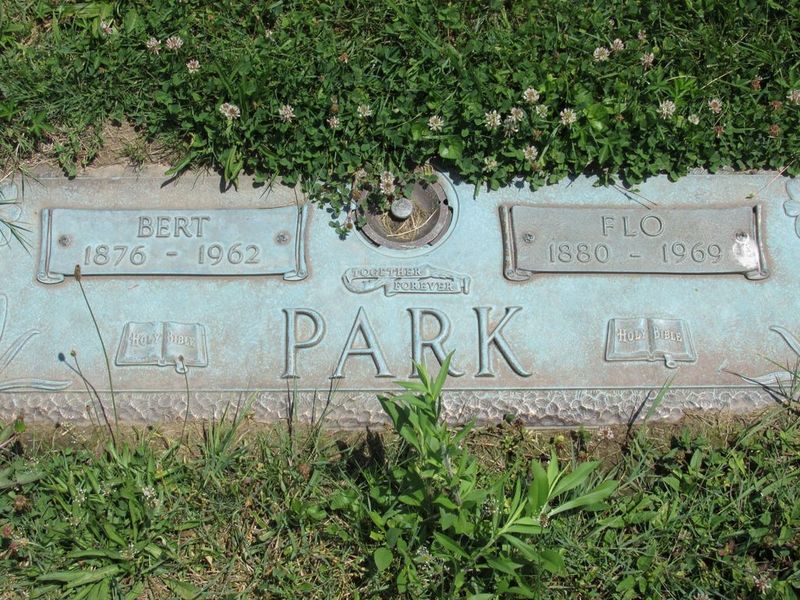 BERT
1876 - 1962
FLO
1880 - 1969
TOGETHER
FOREVER
PARK
HOLY BIBLE
HOLY BIBLE